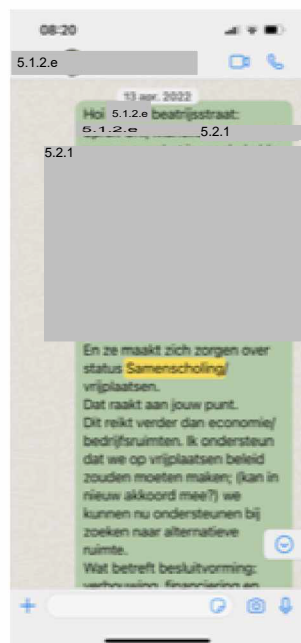 08:20
5.1.2.e
13 apr. 2022
Hoi 5.1.2.e beatrijsstraat:
5.1.2.e 5.2.1
5.2.1
En ze maakt zich zorgen over
status Samenscholing/
vrijplaatsen.
Dat raakt aan jouw punt.
Dit reikt verder dan economie/
bedrijfsruimten. Ik ondersteun
dat we op vrijplaatsen beleid
zouden moeten maken; (kan in
nieuw akkoord mee?) we
kunnen nu ondersteunen bij
zoeken naar alternatieve
ruimte.
Wat betreft besluitvorming:
verbouwing, financiering en